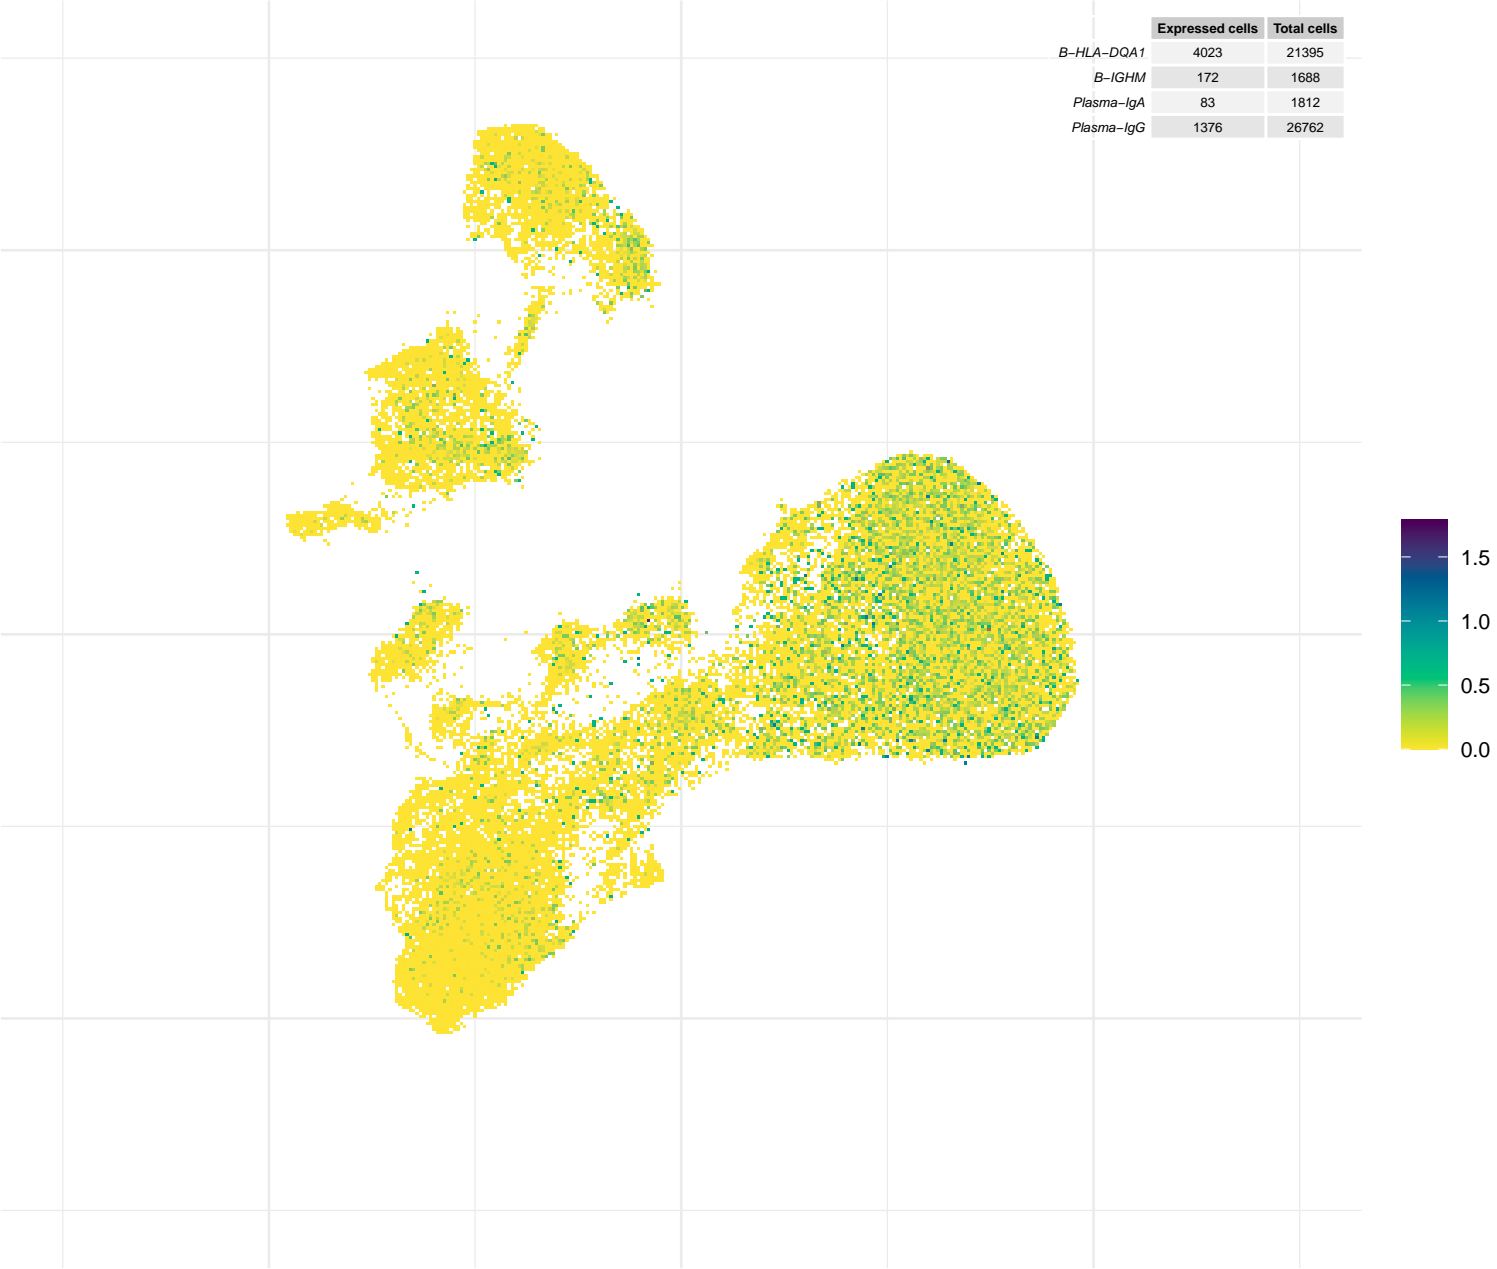 Expressed cells Total cells
B−HLA−DQA1 4023 21395
B−IGHM 172 1688
Plasma−IgA 83 1812
Plasma−IgG 1376 26762
1.5
1.0
0.5
0.0